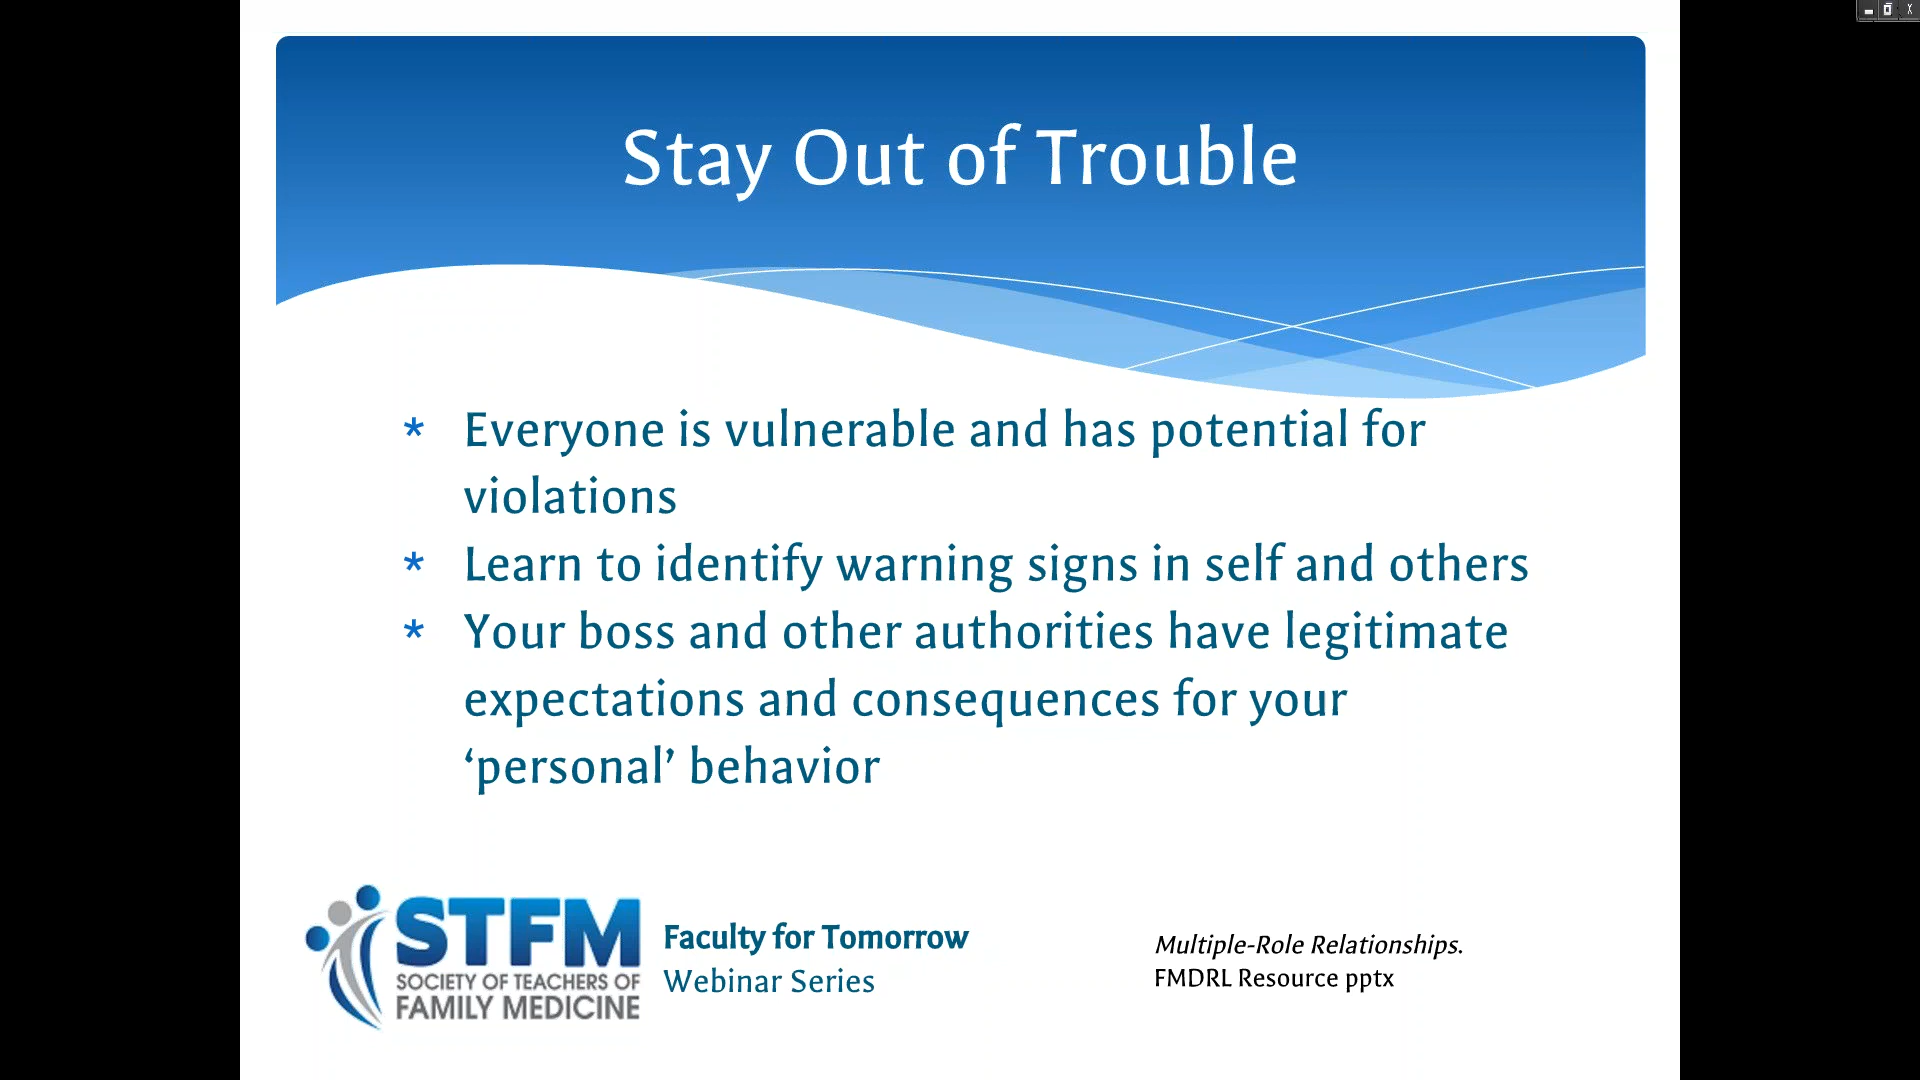 Stay Out of Trouble
* Everyone is vulnerable and has potential for
violations
* Learn to identify warning signs in self and others
* Your boss and other authorities have legitimate
expectations and consequences for your
‘personal’ behavior
STFM
SOCIETY OF TEACHERS OF
FAMILY MEDICINE
Faculty for Tomorrow
Webinar Series
Multiple-Role Relationships.
FMDRL Resource pptx